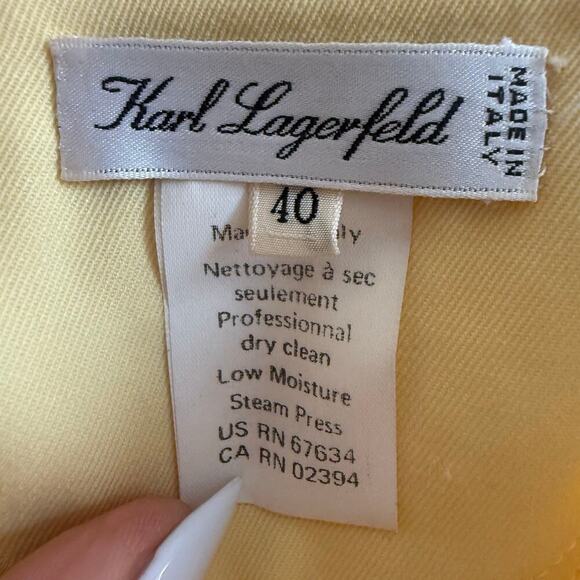 Karl Lagerfeld
MADE IN
ITALY
40
Nettoyage à sec
seulement
Professionnal
dry clean
Low Moisture
Steam Press
US RN 67634
CA RN 02394